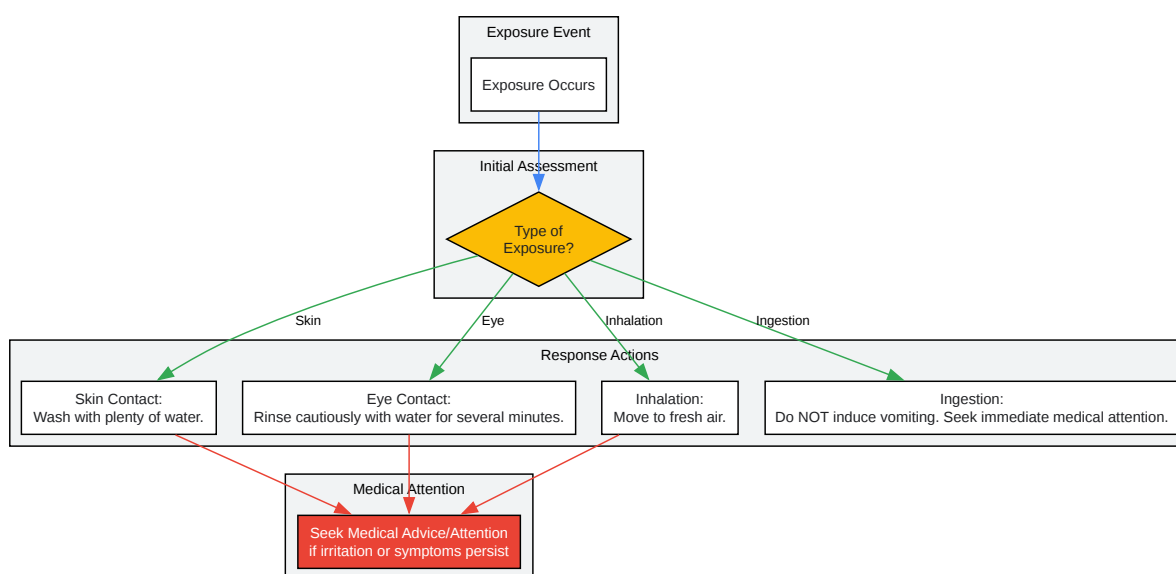 Exposure Event
Exposure Occurs
Initial Assessment
Type of
Exposure?
Skin
Eye
Inhalation
Ingestion
Response Actions
Skin Contact:
Wash with plenty of water.
Eye Contact:
Rinse cautiously with water for several minutes.
Inhalation:
Move to fresh air.
Ingestion:
Do NOT induce vomiting. Seek immediate medical attention.
Medical Attention
Seek Medical Advice/Attention
if irritation or symptoms persist